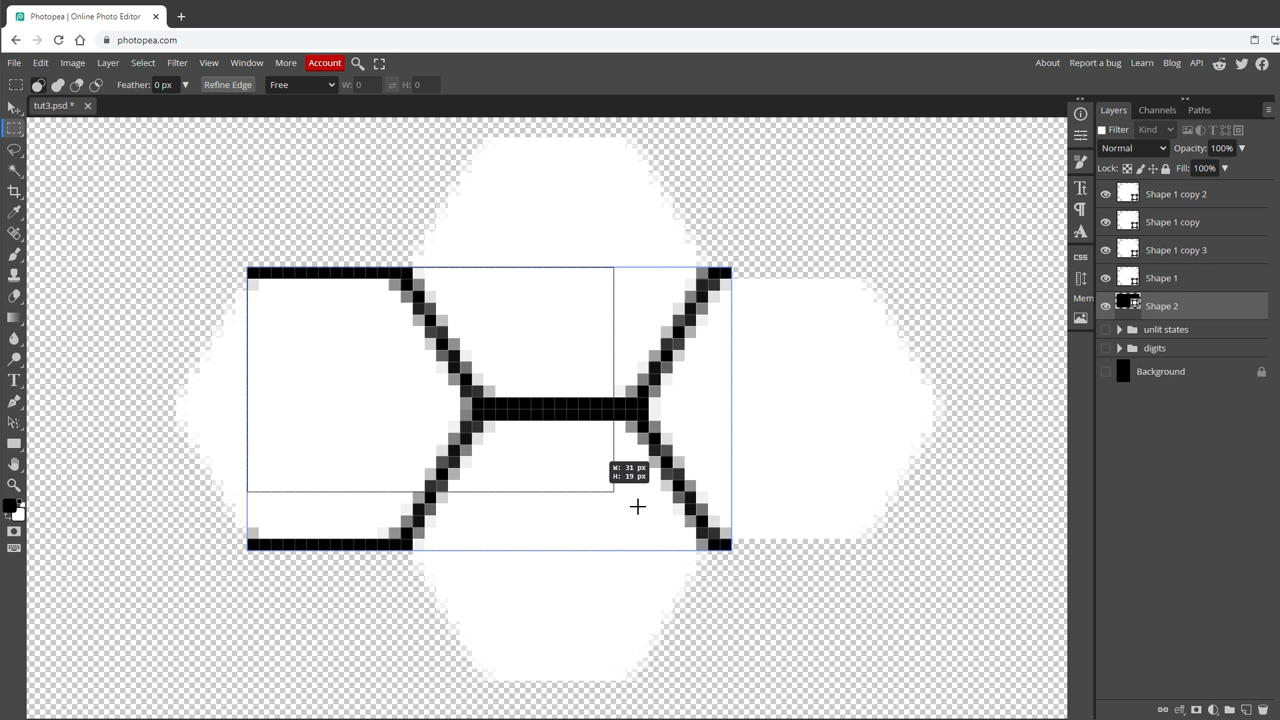 Photopea | Online Photo Editor
photopea.com
File Edit Image Layer Select Filter View Window More Account
About Report a bug Learn Blog API
Feather: 0 px Refine Edge Free W: 0 H: 0
tut3.psd *
Layers Channels Paths
Filter Kind
Normal Opacity: 100%
Lock: Fill: 100%
Shape 1 copy 2
Shape 1 copy
Shape 1 copy 3
CSS
Shape 1
Mem
Shape 2
unlit states
digits
Background
W: 31 px
H: 19 px